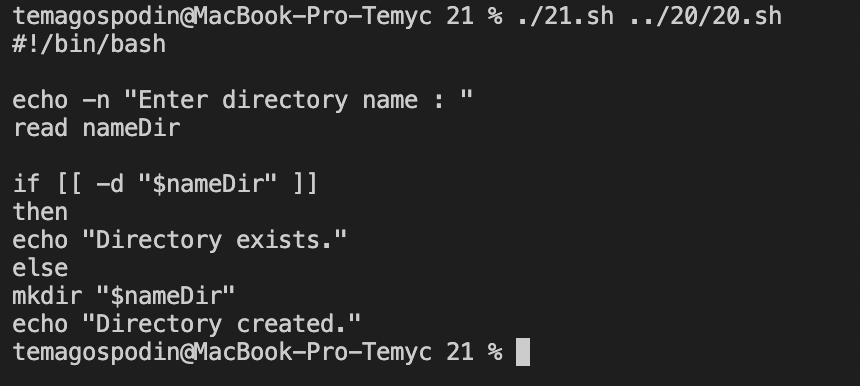 temagospodin@MacBook-Pro-Temyc 21 % ./21.sh ../20/20.sh
#!/bin/bash
echo -n "Enter directory name : "
read nameDir
if [[ -d "$nameDir" ]]
then
echo "Directory exists."
else
mkdir "$nameDir"
echo "Directory created."
temagospodin@MacBook-Pro-Temyc 21 %